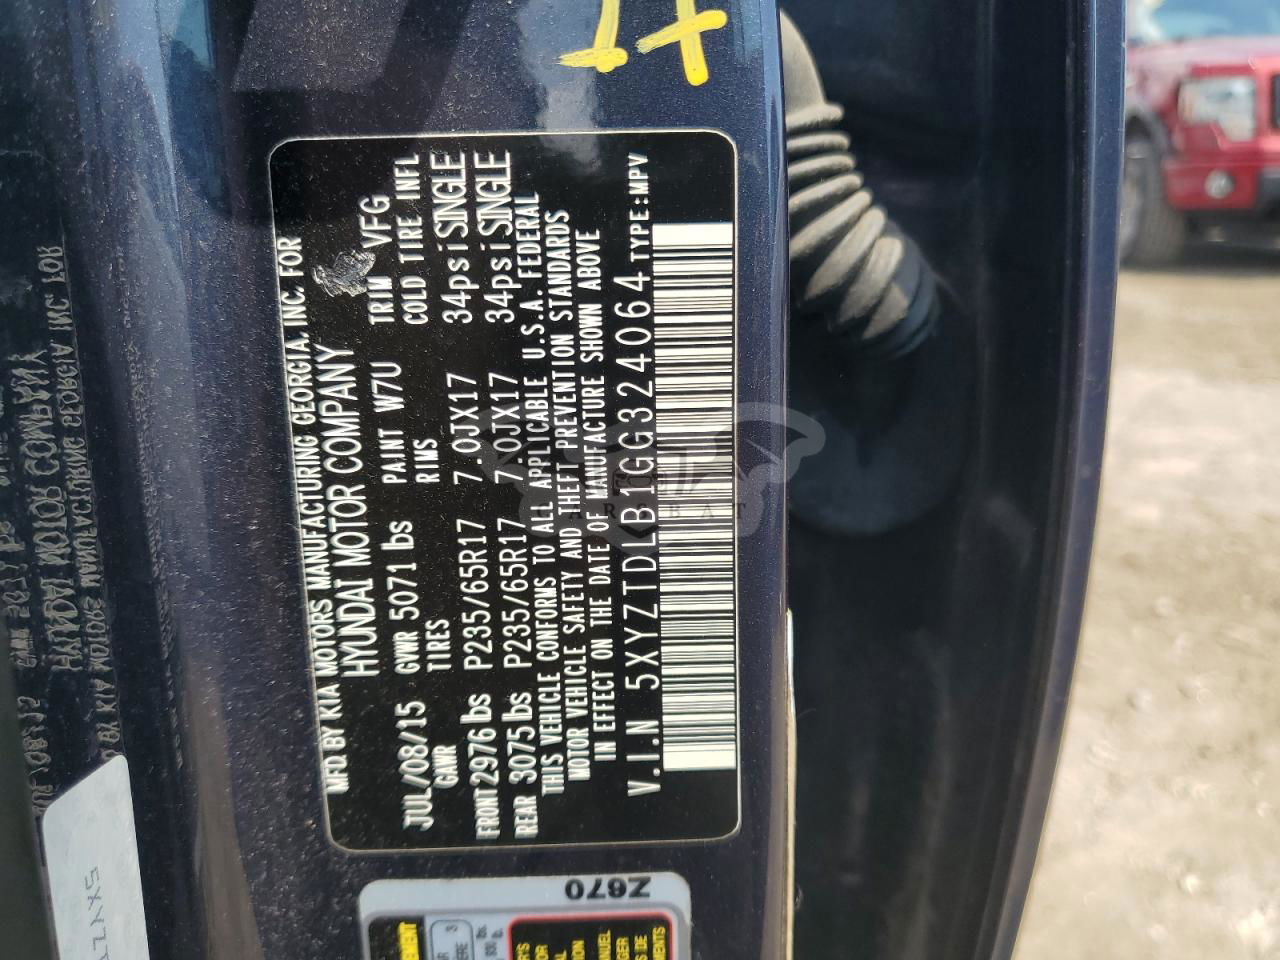 MFD BY KIA MOTORS MANUFACTURING GEORGIA, INC. FOR
HYUNDAI MOTOR COMPANY
JUL/08/15 GVWR 5071 lbs PAINT W7U TRIM VFG
GAWR TIRES RIMS COLD TIRE INFL
FRONT 2976 lbs P235/65R17 7.0JX17 34psi SINGLE
REAR 3075 lbs P235/65R17 7.0JX17 34psi SINGLE
THIS VEHICLE CONFORMS TO ALL APPLICABLE U.S.A. FEDERAL
MOTOR VEHICLE SAFETY AND THEFT PREVENTION STANDARDS
IN EFFECT ON THE DATE OF MANUFACTURE SHOWN ABOVE
V.I.N 5XYZTDLB1GG324064 TYPE:MPV
Z670
CAROBAT